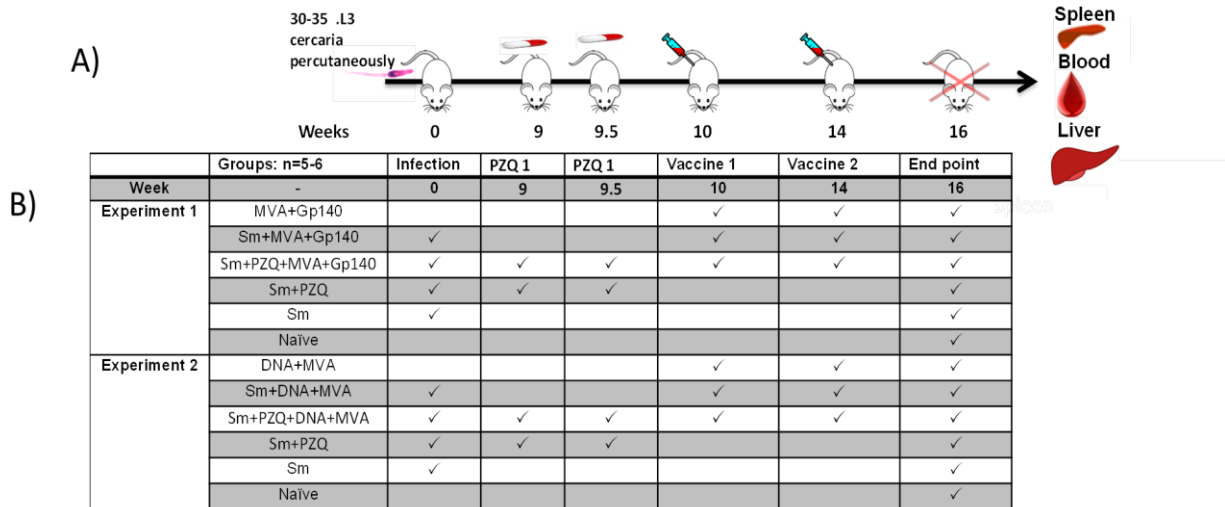 A)
30-35 .L3
cercaria
percutaneously
Weeks 0 9 9.5 10 14 16
Spleen
Blood
Liver
spleen
B)
Groups: n=5-6 Infection PZQ 1 PZQ 1 Vaccine 1 Vaccine 2 End point
Week - 0 9 9.5 10 14 16
Experiment 1 MVA+Gp140 ✓ ✓ ✓
Sm+MVA+Gp140 ✓ ✓ ✓ ✓
Sm+PZQ+MVA+Gp140 ✓ ✓ ✓ ✓ ✓ ✓
Sm+PZQ ✓ ✓ ✓ ✓
Sm ✓ ✓
Naïve ✓
Experiment 2 DNA+MVA ✓ ✓ ✓
Sm+DNA+MVA ✓ ✓ ✓ ✓
Sm+PZQ+DNA+MVA ✓ ✓ ✓ ✓ ✓ ✓
Sm+PZQ ✓ ✓ ✓ ✓
Sm ✓ ✓
Naïve ✓